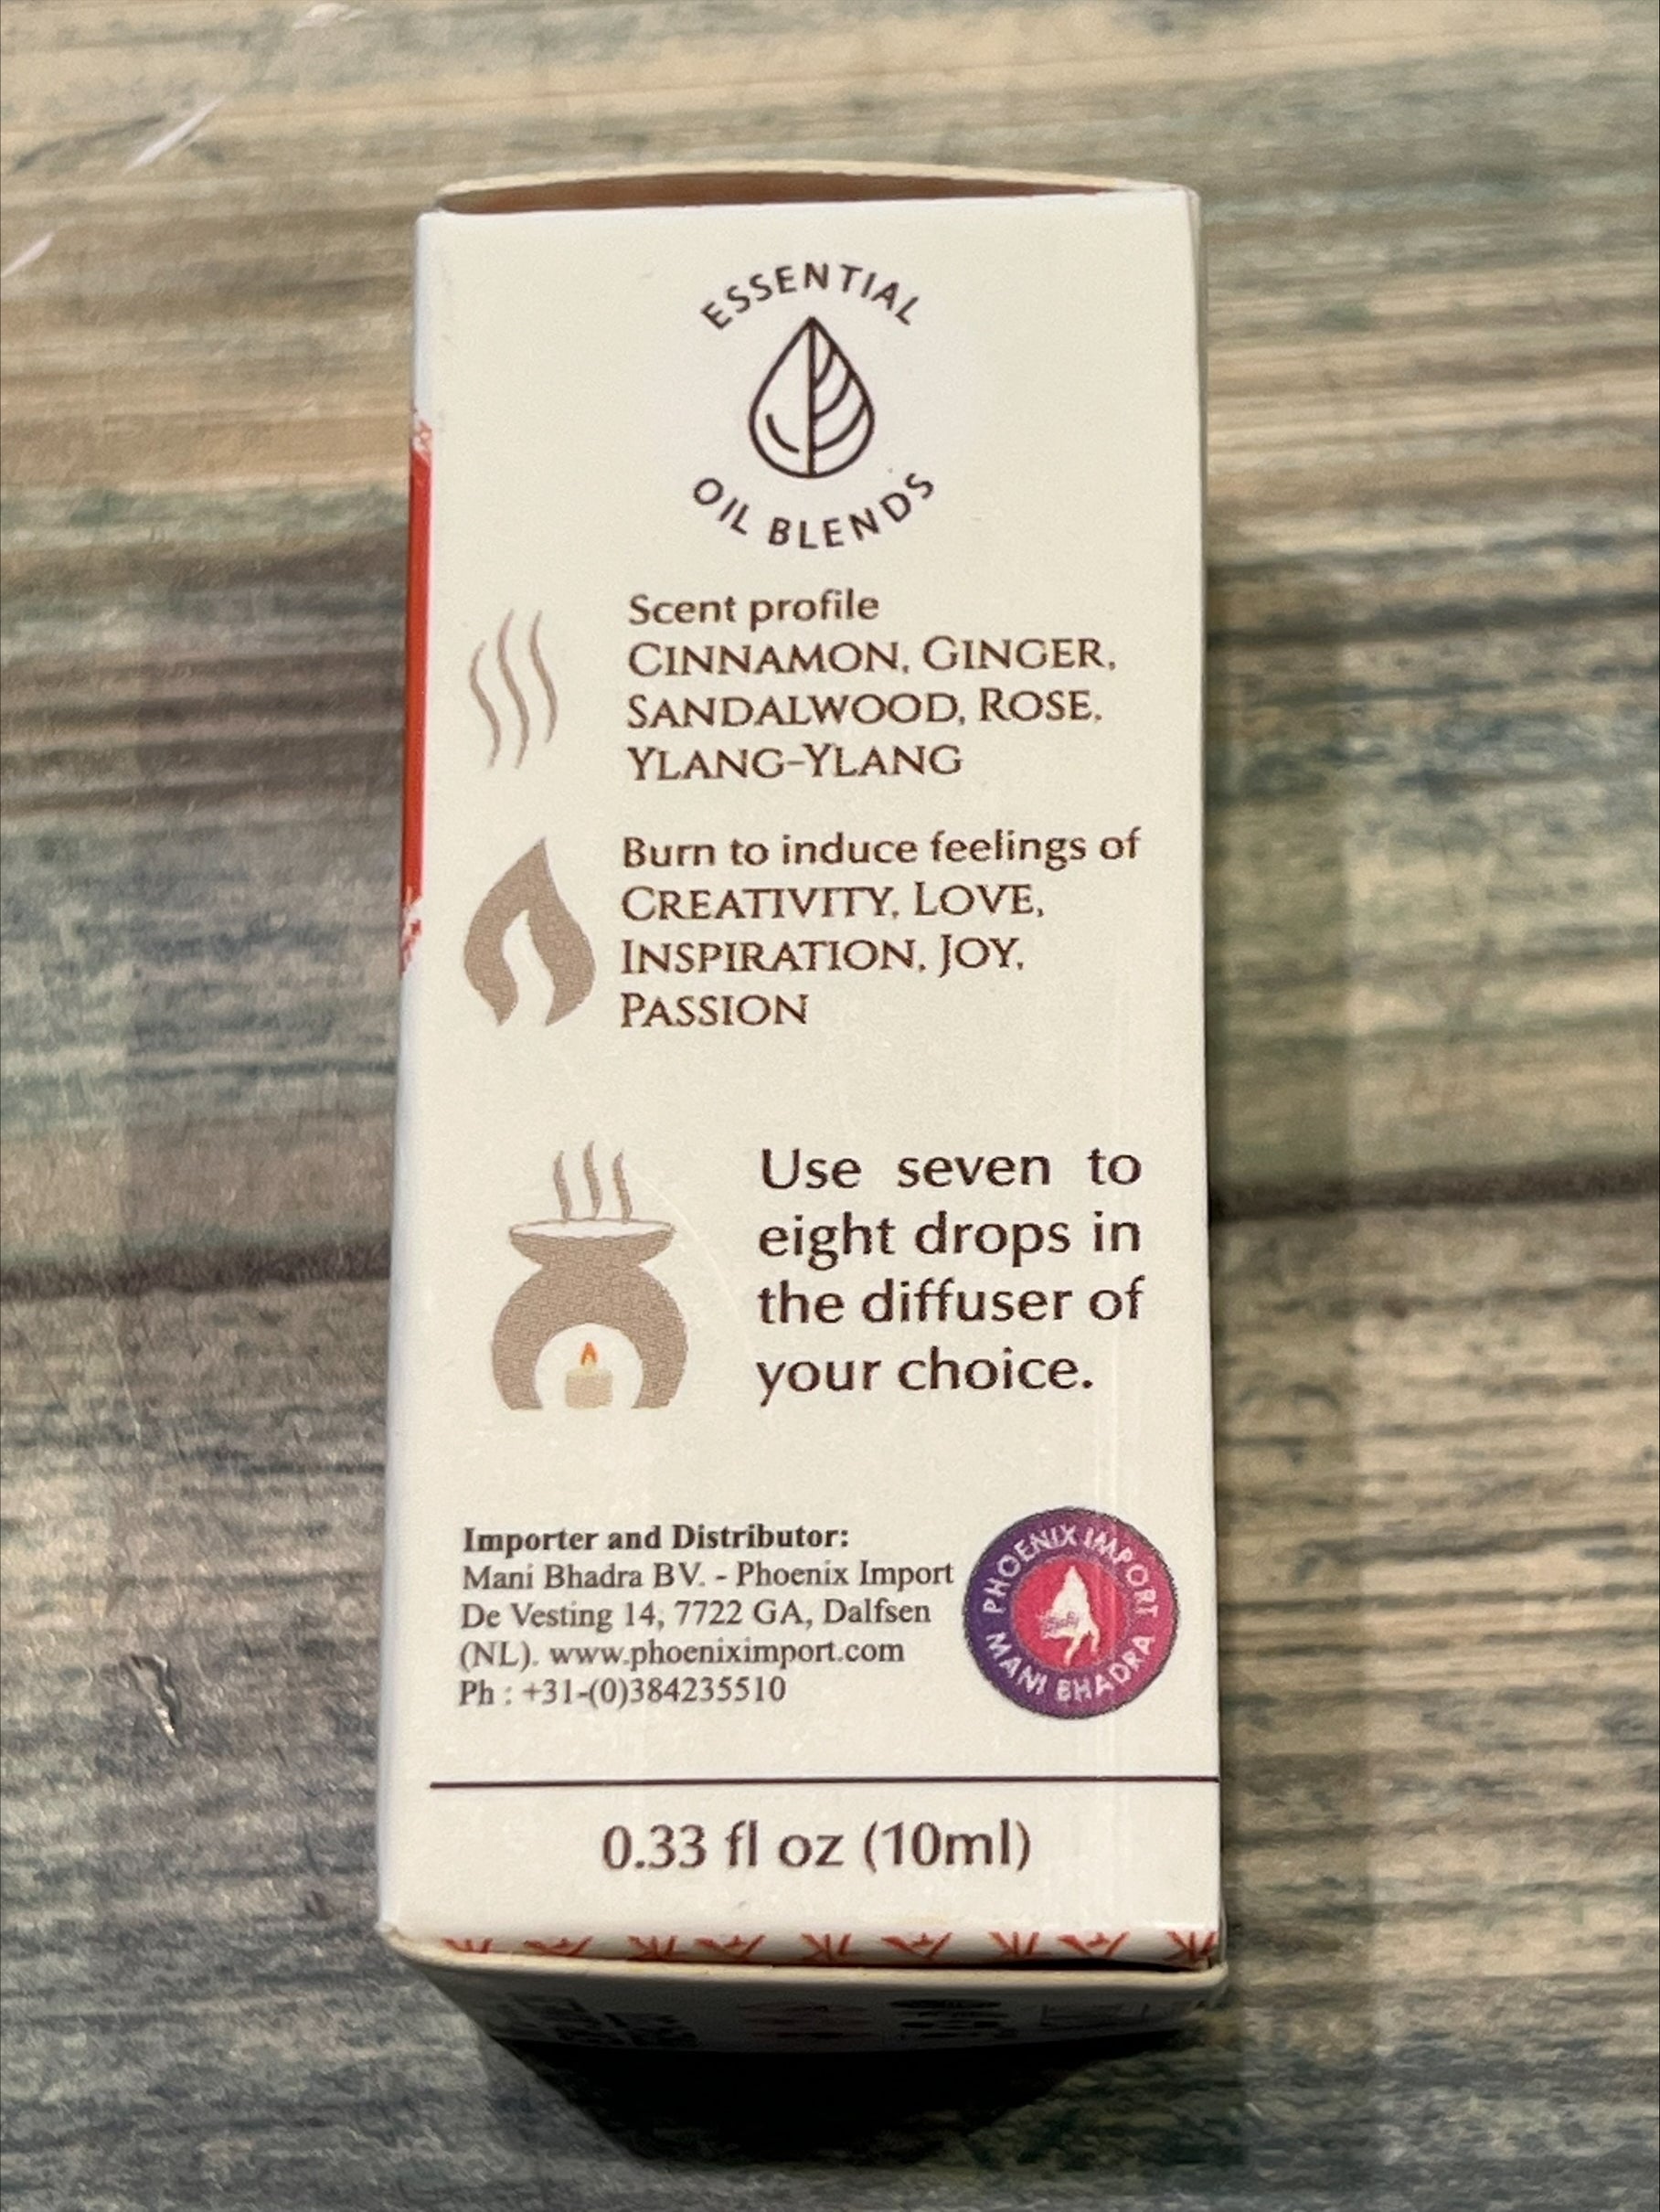 ESSENTIAL
OIL BLENDS
Scent profile
CINNAMON, GINGER,
SANDALWOOD, ROSE,
YLANG-YLANG
Burn to induce feelings of
CREATIVITY, LOVE,
INSPIRATION, JOY,
PASSION
Use seven to
eight drops in
the diffuser of
your choice.
Importer and Distributor:
Mani Bhadra BV. - Phoenix Import
De Vesting 14, 7722 GA, Dalfsen
(NL). www.phoeniximport.com
Ph : +31-(0)384235510
PHOENIX IMPORT
MANI BHADRA
0.33 fl oz (10ml)